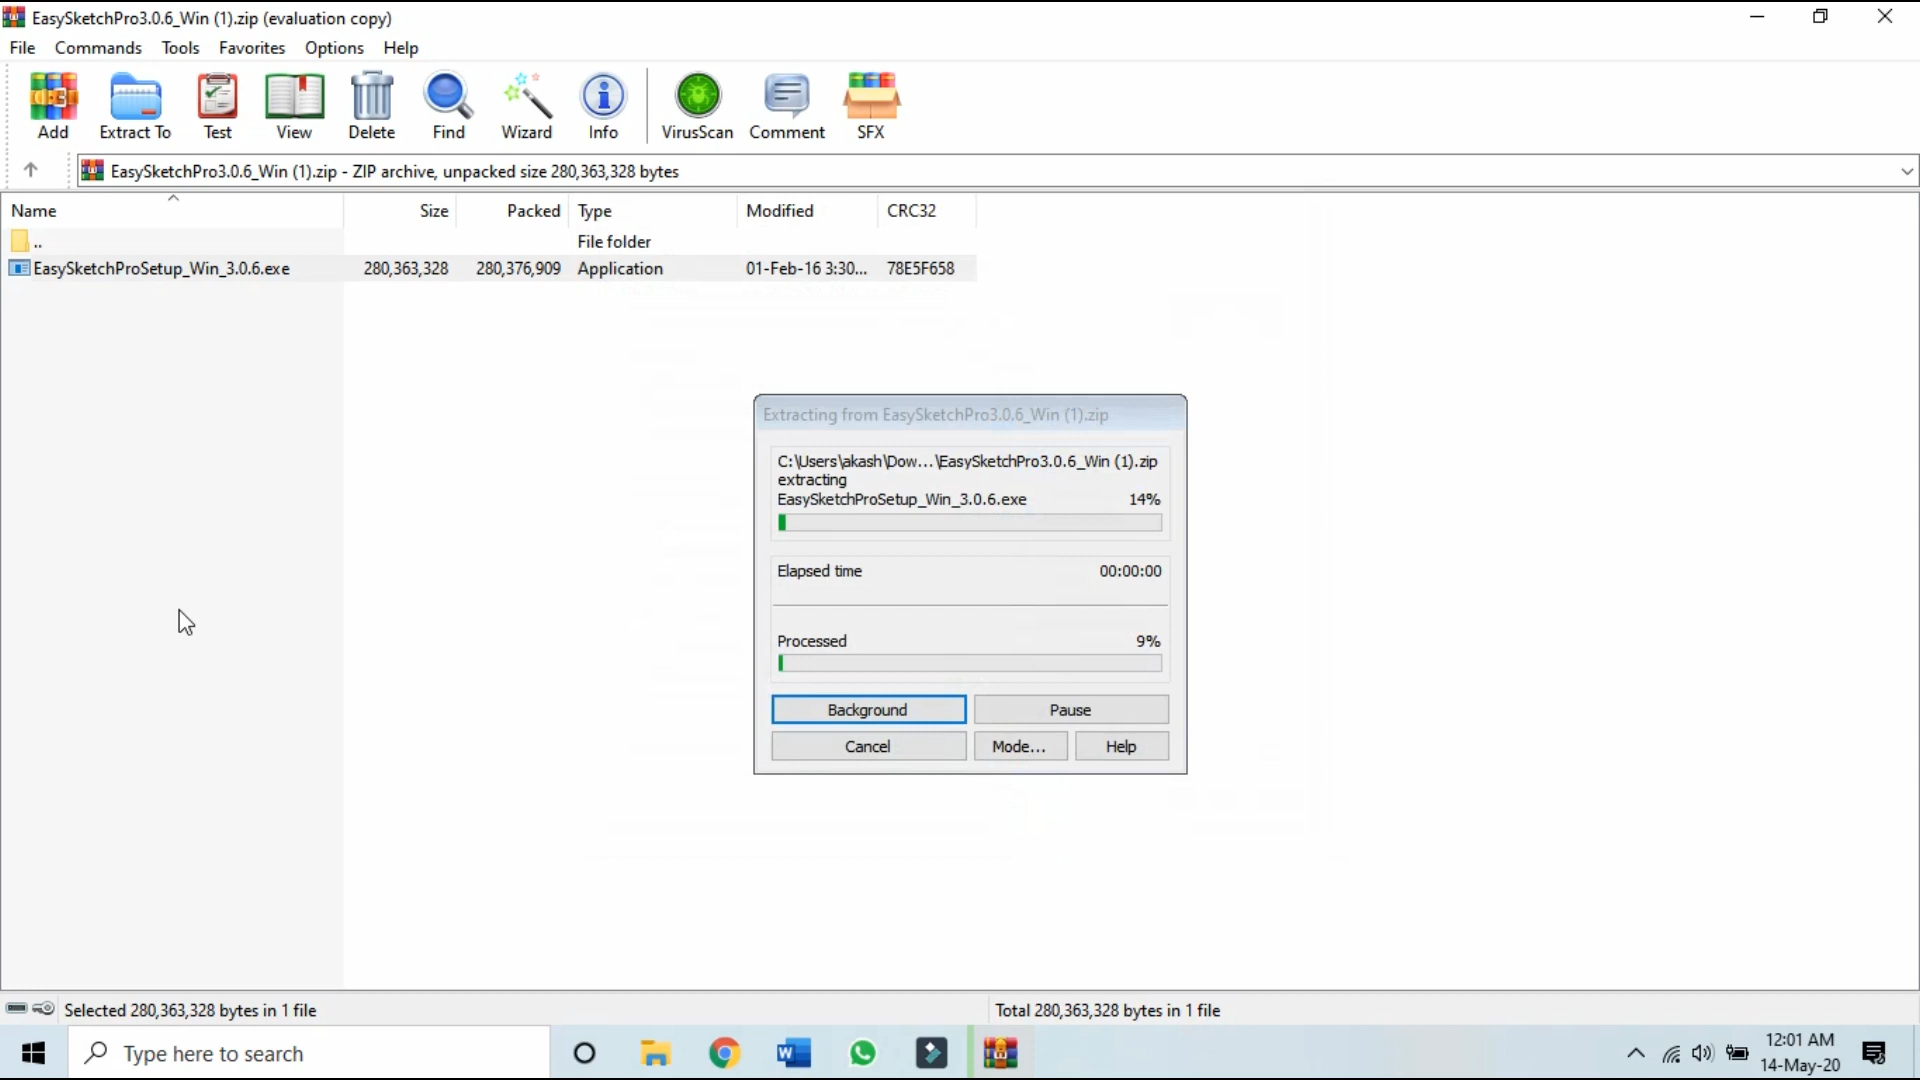 EasySketchPro3.0.6_Win (1).zip (evaluation copy)
File Commands Tools Favorites Options Help
Add Extract To Test View Delete Find Wizard Info VirusScan Comment SFX
EasySketchPro3.0.6_Win (1).zip - ZIP archive, unpacked size 280,363,328 bytes
Name Size Packed Type Modified CRC32
.. File folder
EasySketchProSetup_Win_3.0.6.exe 280,363,328 280,376,909 Application 01-Feb-16 3:30... 78E5F658
Extracting from EasySketchPro3.0.6_Win (1).zip
C:\Users\akash\Dow...\EasySketchPro3.0.6_Win (1).zip
extracting
EasySketchProSetup_Win_3.0.6.exe 14%
Elapsed time 00:00:00
Processed 9%
Background Pause
Cancel Mode... Help
Selected 280,363,328 bytes in 1 file Total 280,363,328 bytes in 1 file
Type here to search
12:01 AM
14-May-20